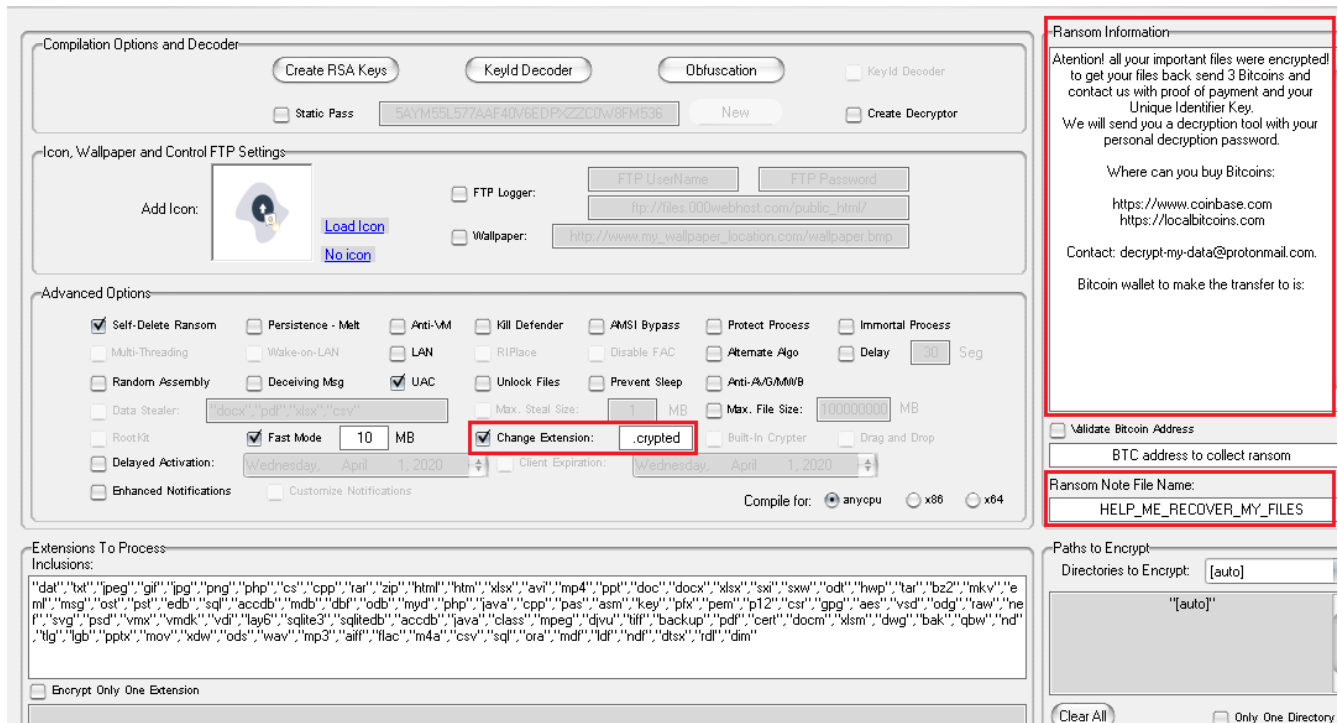 Compilation Options and Decoder
Create RSA Keys
KeyId Decoder
Obfuscation
KeyId Decoder
Static Pass
5AYM55L577AAF40V6EDPXZZC0W8FM536
New
Create Decryptor
Icon, Wallpaper and Control FTP Settings
Add Icon:
Load Icon
No icon
FTP Logger:
FTP UserName
FTP Password
ftp://files.000webhost.com/public_html/
Wallpaper:
http://www.my_wallpaper_location.com/wallpaper.bmp
Advanced Options
Self-Delete Ransom
Persistence - Melt
Anti-VM
Kill Defender
AMSI Bypass
Protect Process
Immortal Process
Multi-Threading
Wake-on-LAN
LAN
RIPlace
Disable FAC
Alternate Algo
Delay
30
Seg
Random Assembly
Deceiving Msg
UAC
Unlock Files
Prevent Sleep
Anti-AVG/MWB
Data Stealer:
"docx","pdf","xlsx","csv"
Max. Steal Size:
1
MB
Max. File Size:
100000000
MB
RootKit
Fast Mode
10
MB
Change Extension:
.crypted
Built-In Crypter
Drag and Drop
Delayed Activation:
Wednesday, April 1, 2020
Client Expiration:
Wednesday, April 1, 2020
Enhanced Notifications
Customize Notifications
Compile for:
anycpu
x86
x64
Extensions To Process
Inclusions:
"dat","txt","jpeg","gif","jpg","png","php","cs","cpp","rar","zip","html","htm","xlsx","avi","mp4","ppt","doc","docx","xlsx","sxi","sxw","odt","hwp","tar","bz2","mkv","e
ml","msg","ost","pst","edb","sql","accdb","mdb","dbf","odb","myd","php","java","cpp","pas","asm","key","pfx","pem","p12","csr","gpg","aes","vsd","odg","raw","ne
f","svg","psd","vmx","vmdk","vdi","lay6","sqlite3","sqlitedb","accdb","java","class","mpeg","djvu","tiff","backup","pdf","cert","docm","xlsm","dwg","bak","qbw","nd"
,"tlg","lgb","pptx","mov","xdw","ods","wav","mp3","aiff","flac","m4a","csv","sql","ora","mdf","ldf","ndf","dtsx","rdl","dim"
Encrypt Only One Extension
Ransom Information
Atention! all your important files were encrypted!
to get your files back send 3 Bitcoins and
contact us with proof of payment and your
Unique Identifier Key.
We will send you a decryption tool with your
personal decryption password.
Where can you buy Bitcoins:
https://www.coinbase.com
https://localbitcoins.com
Contact: decrypt-my-data@protonmail.com.
Bitcoin wallet to make the transfer to is:
Validate Bitcoin Address
BTC address to collect ransom
Ransom Note File Name:
HELP_ME_RECOVER_MY_FILES
Paths to Encrypt
Directories to Encrypt:
[auto]
"[auto]"
Clear All
Only One Directory